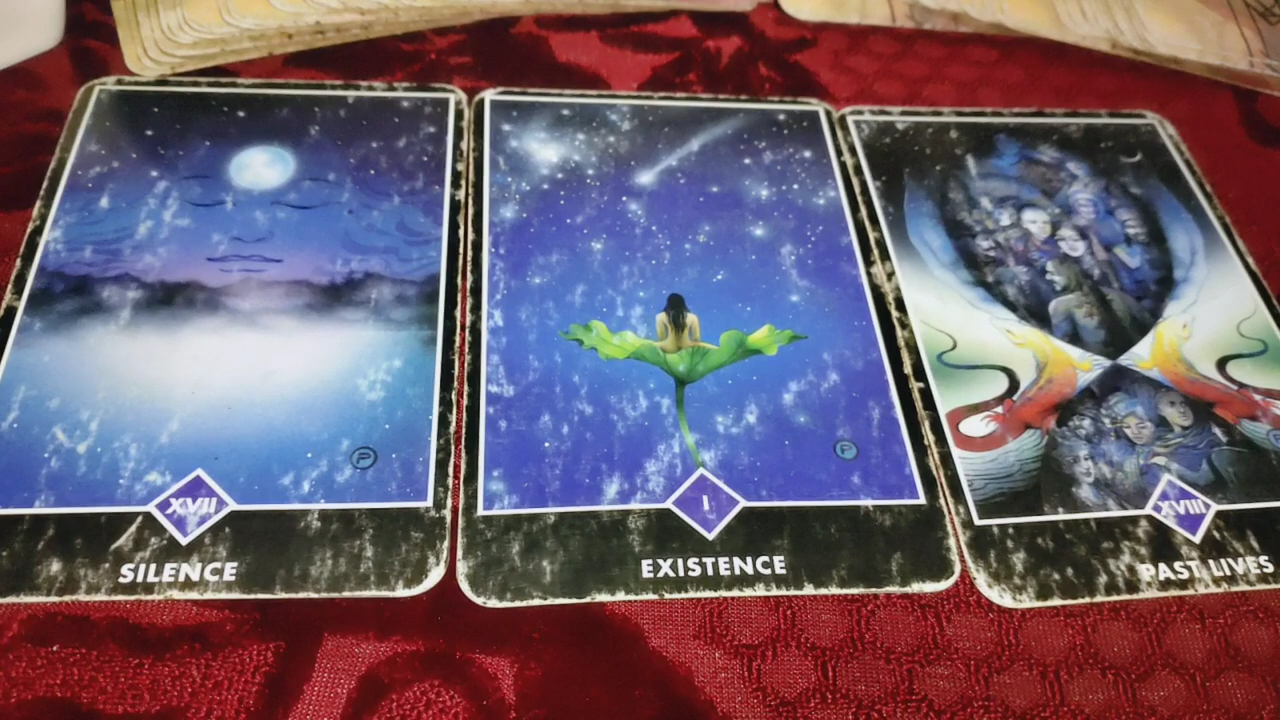 P
P
XVII
I
XVIII
SILENCE
EXISTENCE
PAST LIVES